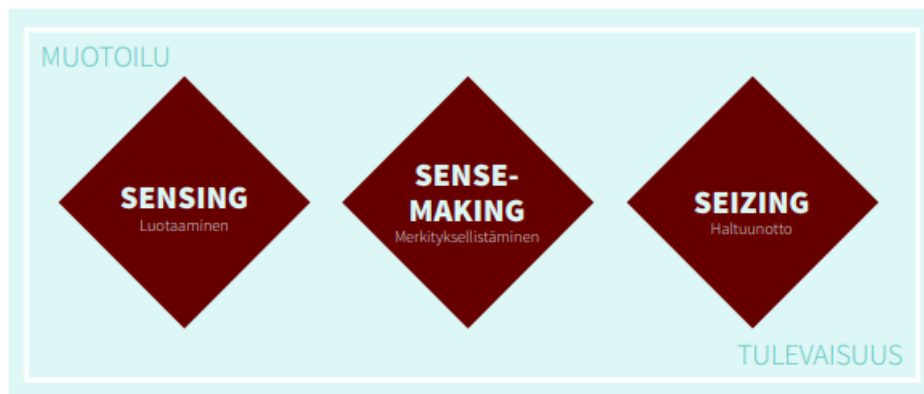 MUOTOILU
SENSING
Luotaaminen
SENSE-
MAKING
Merkityksellistäminen
SEIZING
Haltuunotto
TULEVAISUUS